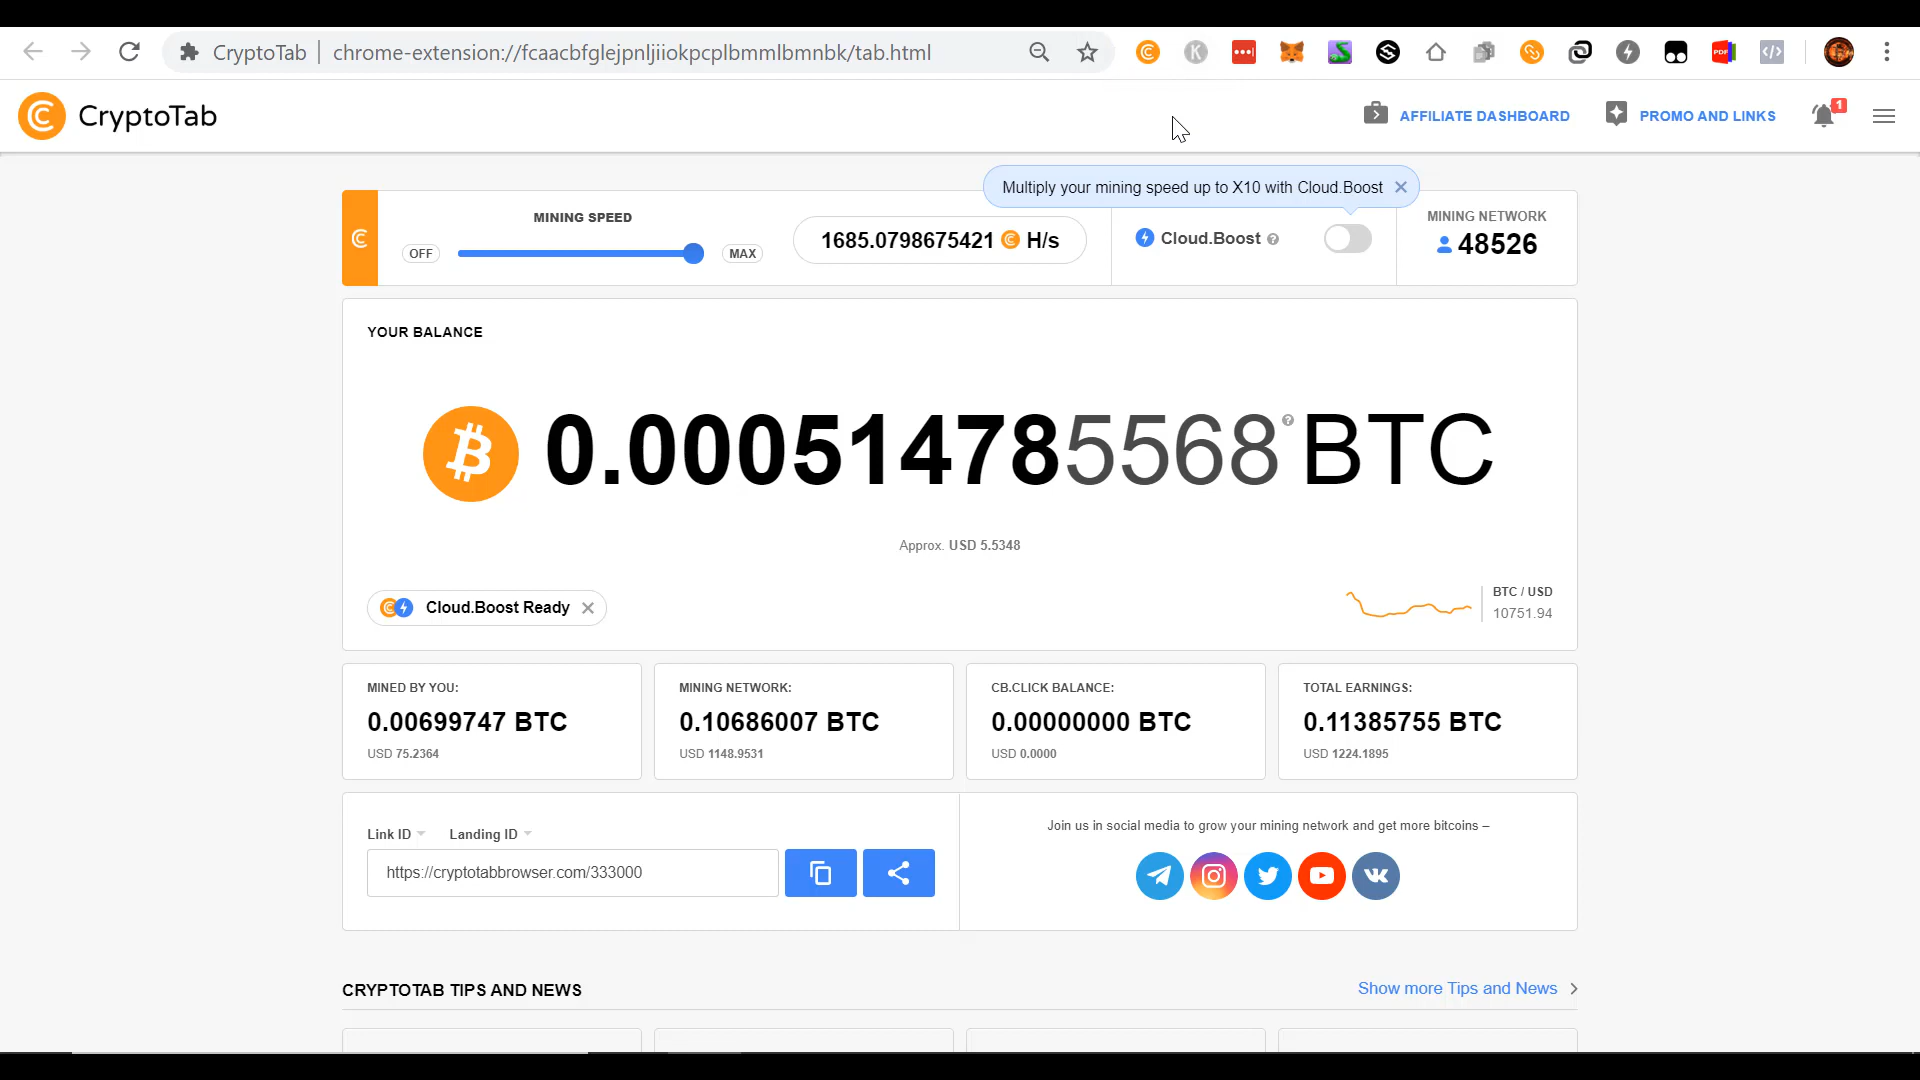 CryptoTab | chrome-extension://fcaacbfglejpnljiiokpcplbmmlbmnbk/tab.html
CryptoTab
AFFILIATE DASHBOARD
PROMO AND LINKS
1
Multiply your mining speed up to X10 with Cloud.Boost
MINING SPEED
OFF
MAX
1685.0798675421 H/s
Cloud.Boost
MINING NETWORK
48526
YOUR BALANCE
0.000514785568 BTC
Approx. USD 5.5348
Cloud.Boost Ready
BTC / USD
10751.94
MINED BY YOU:
0.00699747 BTC
USD 75.2364
MINING NETWORK:
0.10686007 BTC
USD 1148.9531
CB.CLICK BALANCE:
0.00000000 BTC
USD 0.0000
TOTAL EARNINGS:
0.11385755 BTC
USD 1224.1895
Link ID
Landing ID
https://cryptotabbrowser.com/333000
Join us in social media to grow your mining network and get more bitcoins –
CRYPTOTAB TIPS AND NEWS
Show more Tips and News